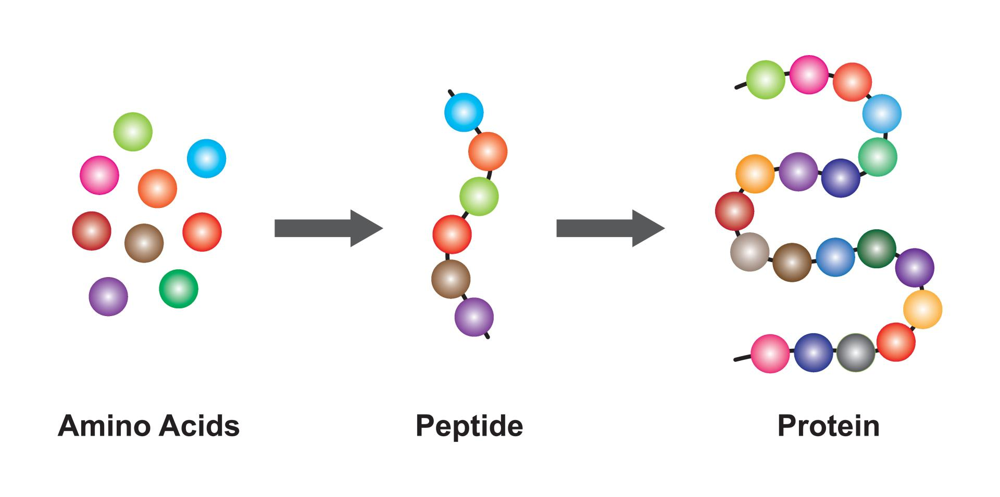 Amino Acids
Peptide
Protein